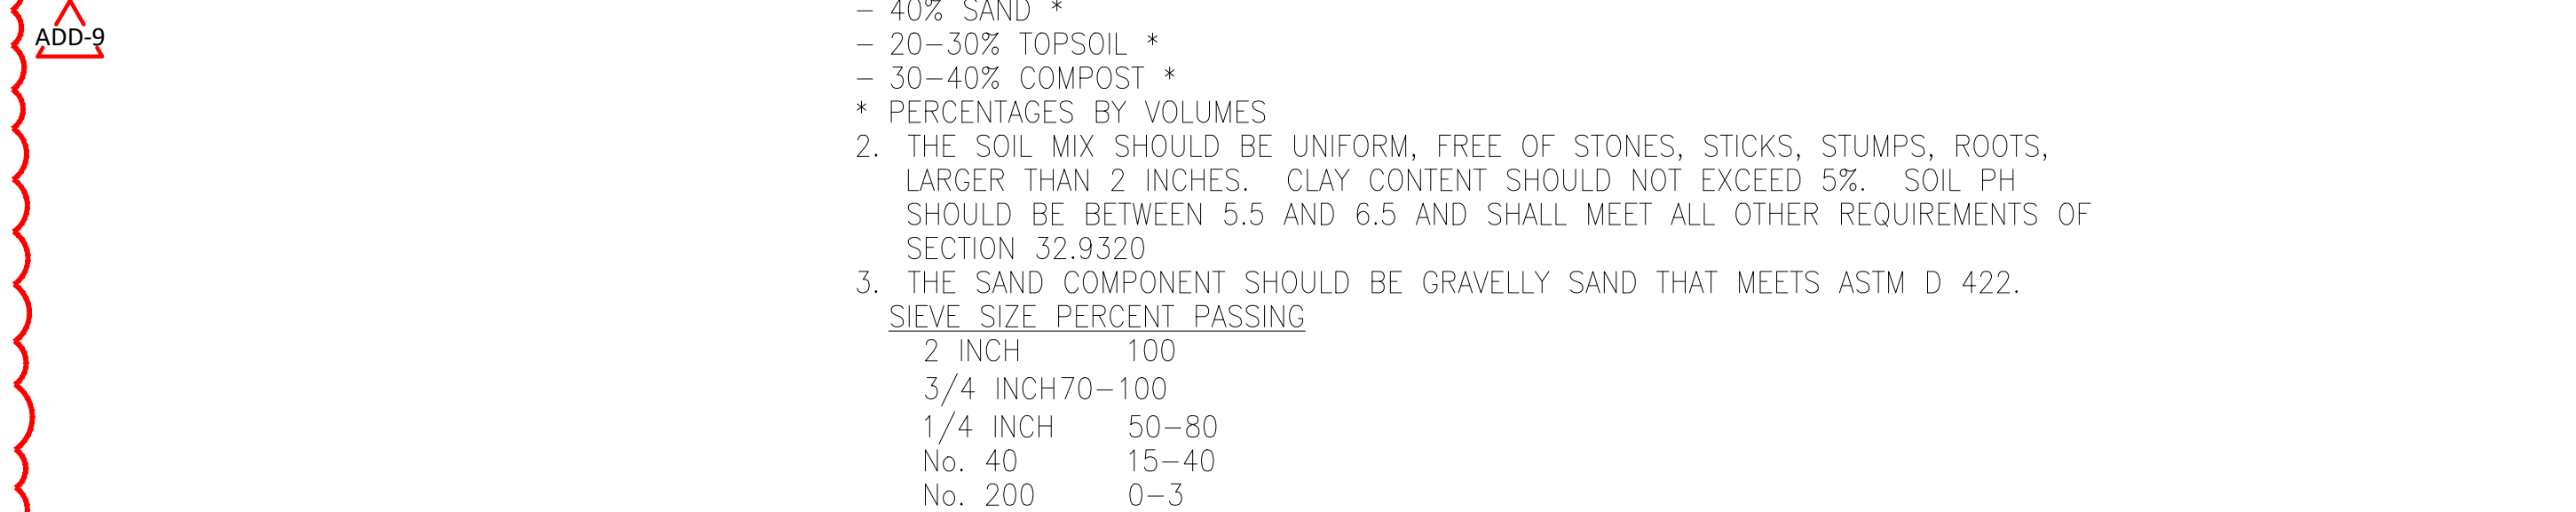 ADD-9
- 40% SAND *
- 20-30% TOPSOIL *
- 30-40% COMPOST *
* PERCENTAGES BY VOLUMES
2. THE SOIL MIX SHOULD BE UNIFORM, FREE OF STONES, STICKS, STUMPS, ROOTS,
LARGER THAN 2 INCHES. CLAY CONTENT SHOULD NOT EXCEED 5%. SOIL PH
SHOULD BE BETWEEN 5.5 AND 6.5 AND SHALL MEET ALL OTHER REQUIREMENTS OF
SECTION 32.9320
3. THE SAND COMPONENT SHOULD BE GRAVELLY SAND THAT MEETS ASTM D 422.
SIEVE SIZE PERCENT PASSING
2 INCH 100
3/4 INCH70-100
1/4 INCH 50-80
No. 40 15-40
No. 200 0-3